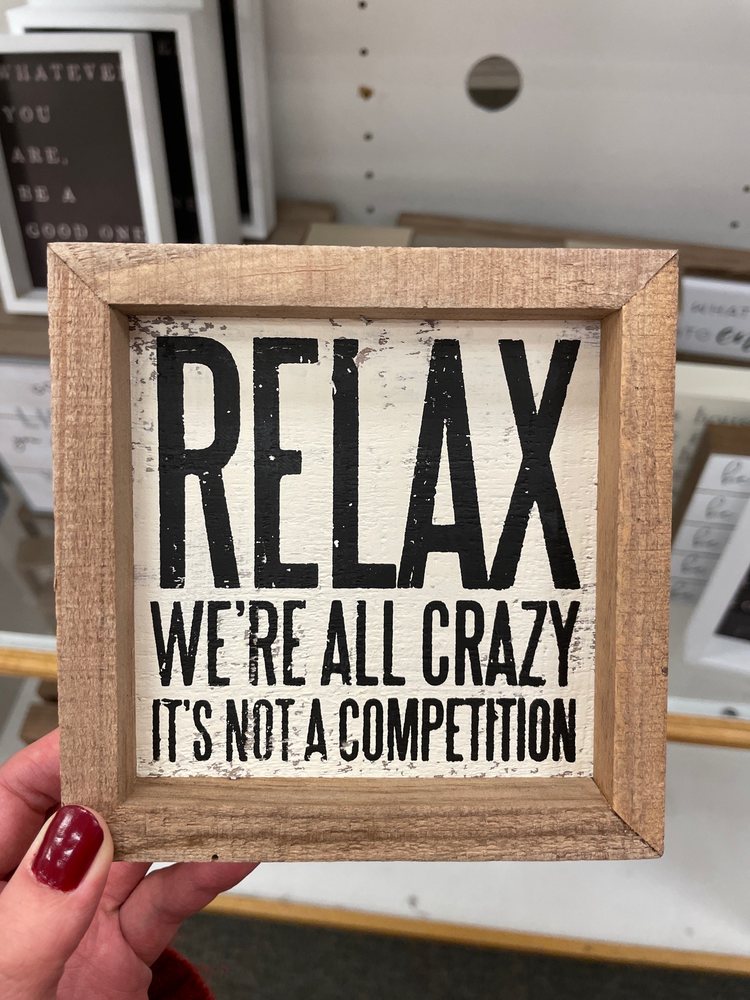 WHATEVER
YOU
ARE,
BE A
GOOD ONE
RELAX
WE'RE ALL CRAZY
IT'S NOT A COMPETITION